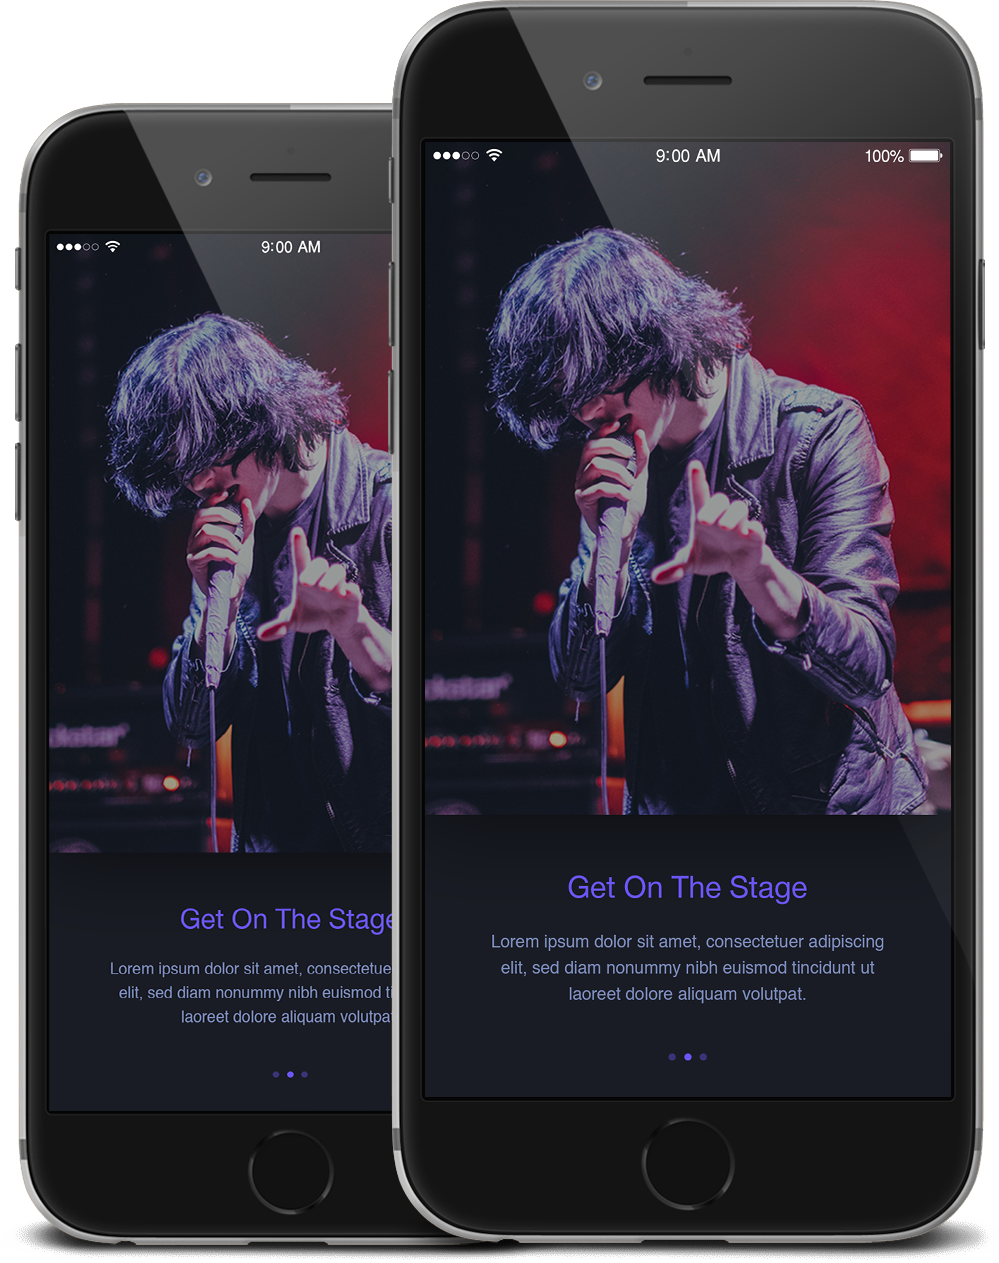 9:00 AM
9:00 AM
100%
Get On The Stage
Lorem ipsum dolor sit amet, consectetuer adipiscing
elit, sed diam nonummy nibh euismod tincidunt ut
laoreet dolore aliquam volutpat.
Get On The Stage
Lorem ipsum dolor sit amet, consectetue
elit, sed diam nonummy nibh euismod ti
laoreet dolore aliquam volutpat